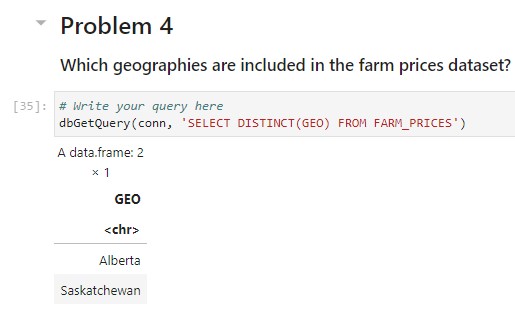 Problem 4
Which geographies are included in the farm prices dataset?
[35]: # Write your query here
dbGetQuery(conn, 'SELECT DISTINCT(GEO) FROM FARM_PRICES')
A data.frame: 2
× 1
GEO
<chr>
Alberta
Saskatchewan